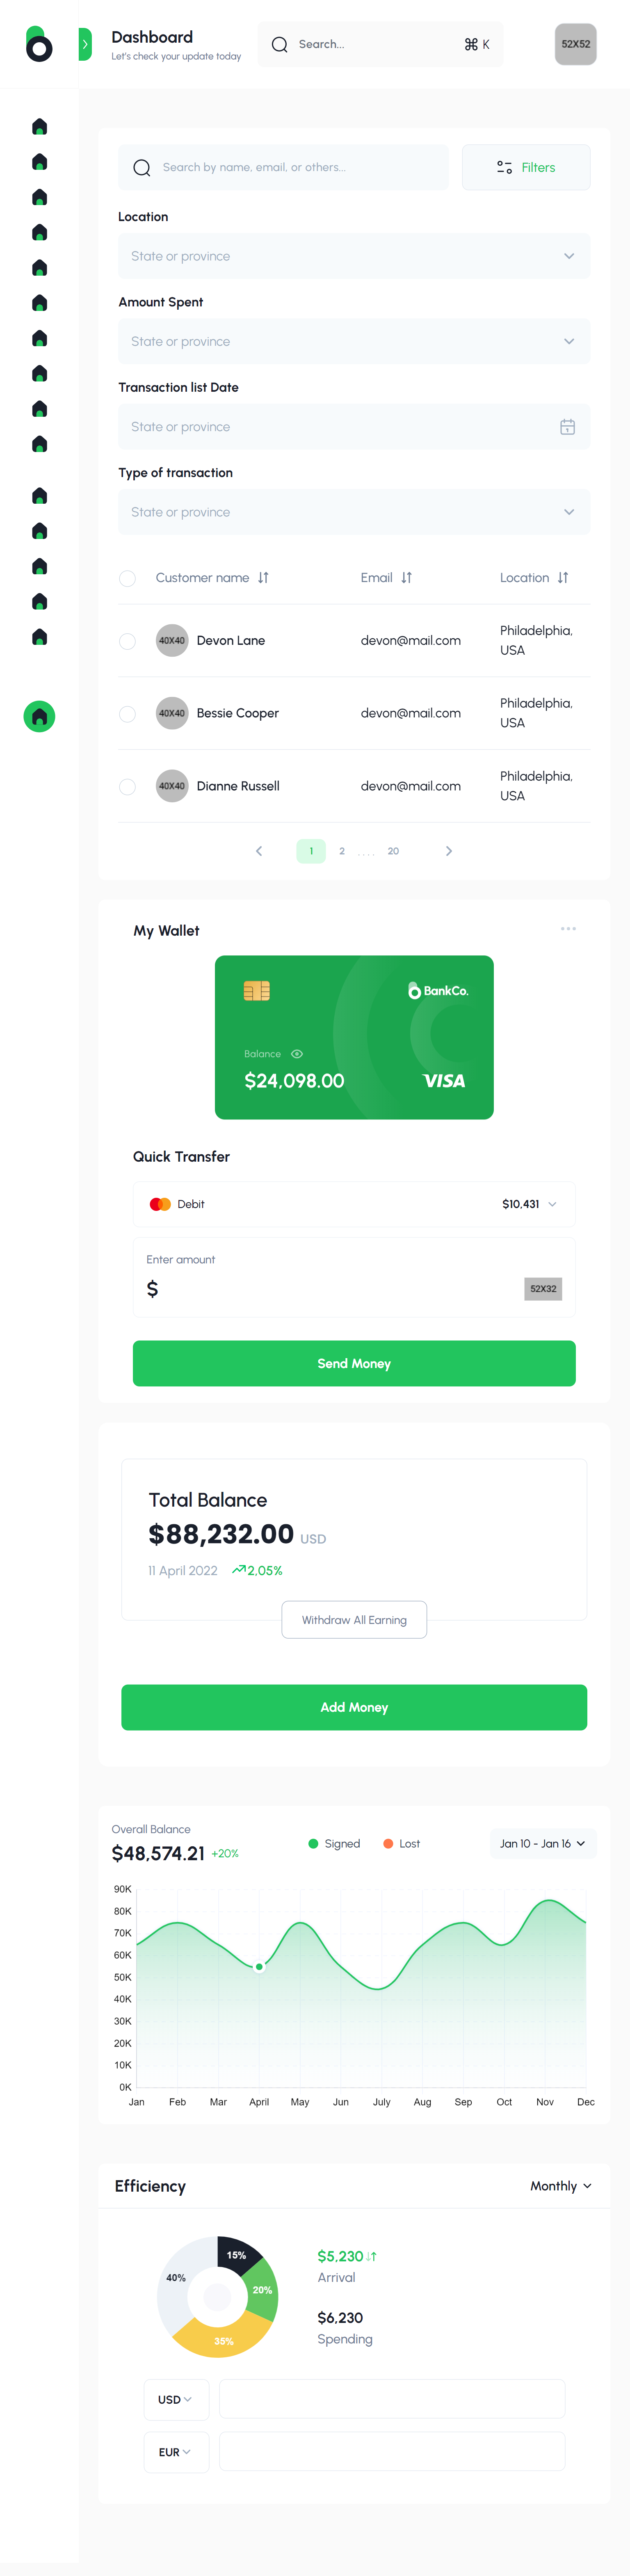 Dashboard
Let's check your update today
Search...
⌘ K
52X52
Search by name, email, or others...
Filters
Location
State or province
Amount Spent
State or province
Transaction list Date
State or province
Type of transaction
State or province
Customer name
Email
Location
40X40
Devon Lane
devon@mail.com
Philadelphia,
USA
40X40
Bessie Cooper
devon@mail.com
Philadelphia,
USA
40X40
Dianne Russell
devon@mail.com
Philadelphia,
USA
1
2
. . . .
20
My Wallet
BankCo.
Balance
$24,098.00
VISA
Quick Transfer
Debit
$10,431
Enter amount
$
52X32
Send Money
Total Balance
$88,232.00 USD
11 April 2022
2,05%
Withdraw All Earning
Add Money
Overall Balance
$48,574.21 +20%
Signed
Lost
Jan 10 - Jan 16
90K
80K
70K
60K
50K
40K
30K
20K
10K
0K
Jan Feb Mar April May Jun July Aug Sep Oct Nov Dec
Efficiency
Monthly
15%
20%
35%
40%
$5,230
Arrival
$6,230
Spending
USD
EUR